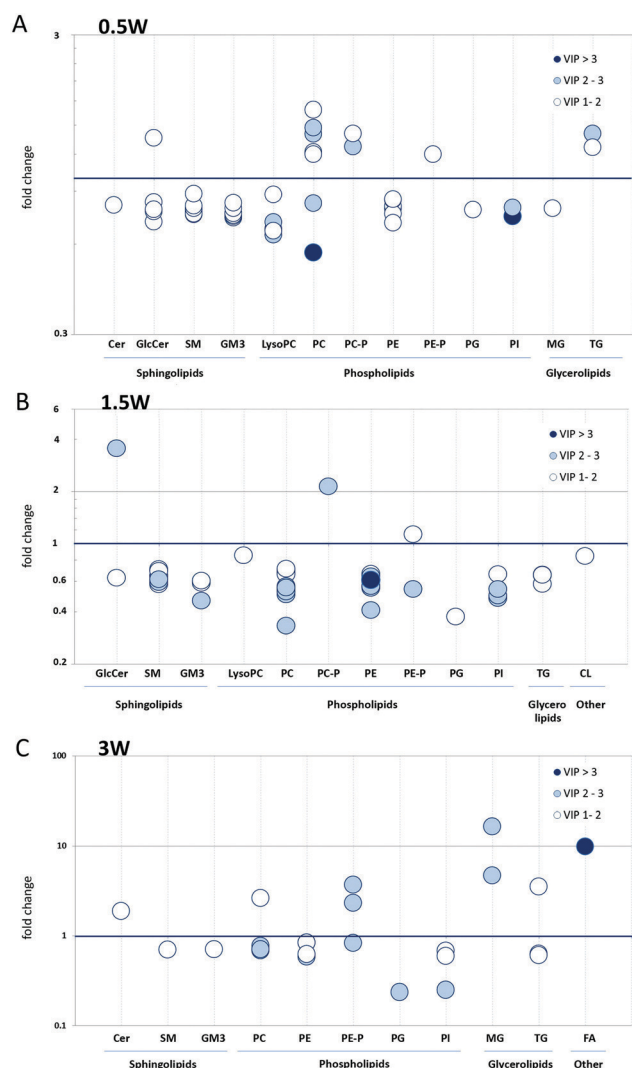 A 0.5W
3
VIP > 3
VIP 2 - 3
VIP 1- 2
fold change
0.3
Cer GlcCer SM GM3 LysoPC PC PC-P PE PE-P PG PI MG TG
Sphingolipids Phospholipids Glycerolipids
B 1.5W
6
4
VIP > 3
VIP 2 - 3
VIP 1- 2
2
fold change
1
0.6
0.4
0.2
GlcCer SM GM3 LysoPC PC PC-P PE PE-P PG PI TG CL
Sphingolipids Phospholipids Glycero Other
lipids
C 3W
100
VIP > 3
VIP 2 - 3
VIP 1- 2
10
fold change
1
0.1
Cer SM GM3 PC PE PE-P PG PI MG TG FA
Sphingolipids Phospholipids Glycerolipids Other